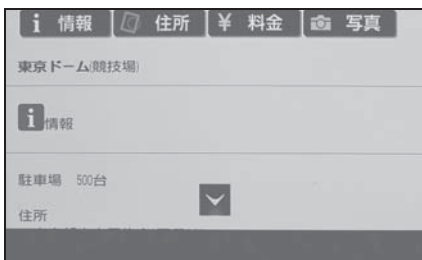 i 情報 住所 ¥ 料金 写真
東京ドーム(競技場)
i 情報
駐車場 500台
住所